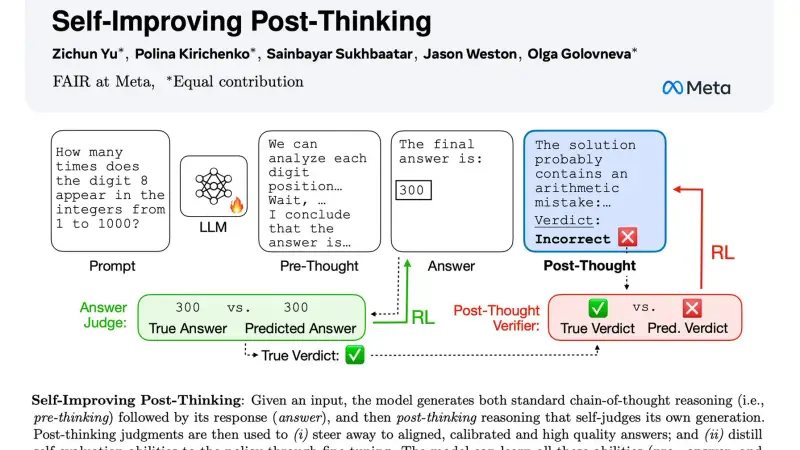 Self-Improving Post-Thinking
Zichun Yu*, Polina Kirichenko*, Sainbayar Sukhbaatar, Jason Weston, Olga Golovneva*
FAIR at Meta, *Equal contribution
Meta
How many
times does
the digit 8
appear in the
integers from
1 to 1000?
Prompt
LLM
We can
analyze each
digit
position…
Wait, …
I conclude
that the
answer is…
Pre-Thought
The final
answer is:
300
Answer
The solution
probably
contains an
arithmetic
mistake:…
Verdict:
Incorrect
Post-Thought
RL
RL
Answer
Judge:
300 vs. 300
True Answer Predicted Answer
True Verdict:
Post-Thought
Verifier:
vs.
True Verdict Pred. Verdict
Self-Improving Post-Thinking: Given an input, the model generates both standard chain-of-thought reasoning (i.e.,
pre-thinking) followed by its response (answer), and then post-thinking reasoning that self-judges its own generation.
Post-thinking judgments are then used to (i) steer away to aligned, calibrated and high quality answers; and (ii) distill